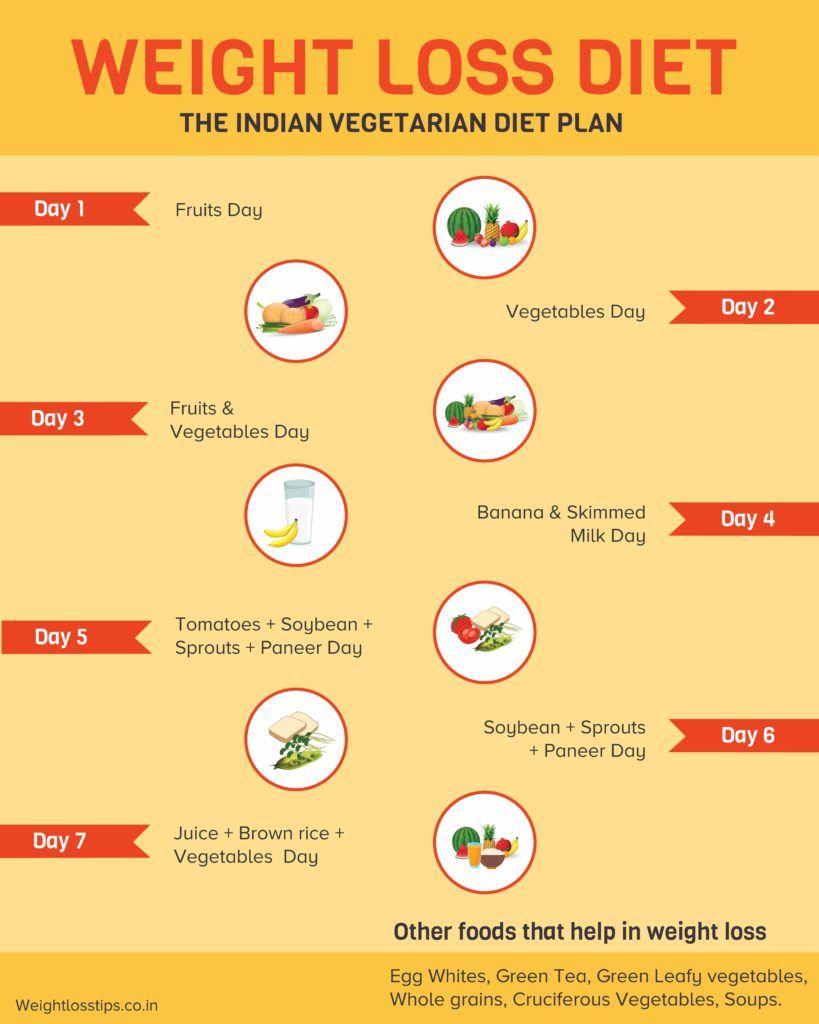 WEIGHT LOSS DIET
THE INDIAN VEGETARIAN DIET PLAN
Day 1
Fruits Day
Vegetables Day
Day 2
Day 3
Fruits &
Vegetables Day
Banana & Skimmed
Milk Day
Day 4
Day 5
Tomatoes + Soybean +
Sprouts + Paneer Day
Soybean + Sprouts
+ Paneer Day
Day 6
Day 7
Juice + Brown rice +
Vegetables Day
Other foods that help in weight loss
Egg Whites, Green Tea, Green Leafy vegetables,
Whole grains, Cruciferous Vegetables, Soups.
Weightlosstips.co.in